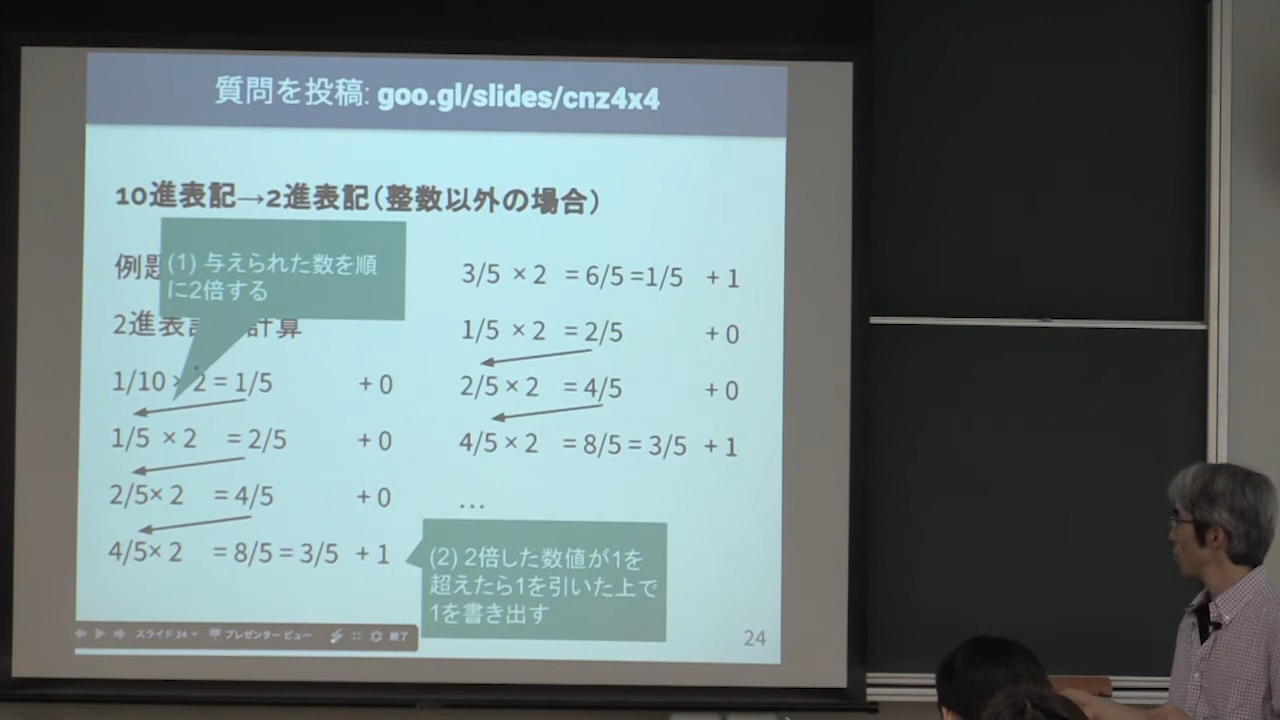 質問を投稿: goo.gl/slides/cnz4x4
10進表記→2進表記(整数以外の場合)
例題
(1) 与えられた数を順
に2倍する
2進表 計算
1/10 × 2 = 1/5 + 0
1/5 × 2 = 2/5 + 0
2/5× 2 = 4/5 + 0
4/5× 2 = 8/5 = 3/5 + 1
(2) 2倍した数値が1を
超えたら1を引いた上で
1を書き出す
3/5 × 2 = 6/5 =1/5 + 1
1/5 × 2 = 2/5 + 0
2/5 × 2 = 4/5 + 0
4/5 × 2 = 8/5 = 3/5 + 1
…
スライド 24 プレゼンター ビュー 終了
24